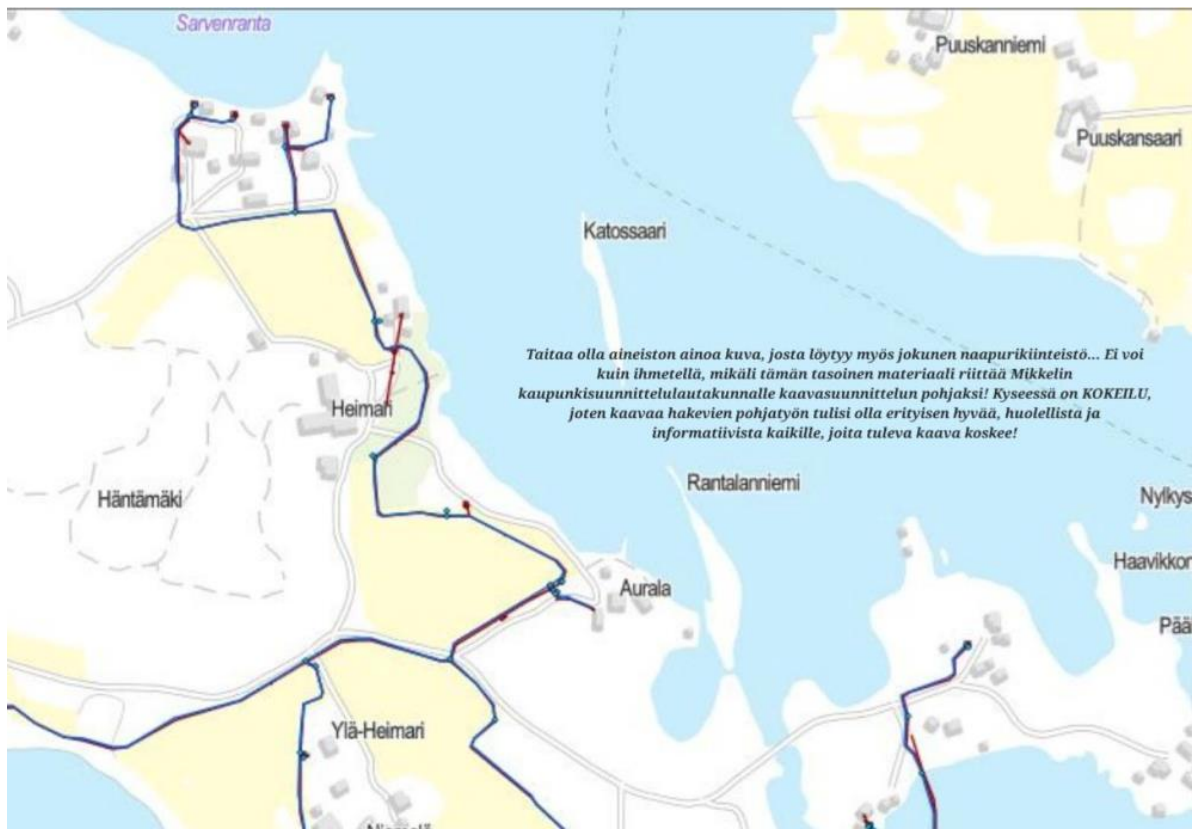 Sarvenranta
Puuskanniemi
Puuskansaari
Katossaari
Taitaa olla aineiston ainoa kuva, josta löytyy myös jokunen naapurikiinteistö... Ei voi
kuin ihmetellä, mikäli tämän tasoinen materiaali riittää Mikkelin
kaupunkisuunnittelulautakunnalle kaavasuunnittelun pohjaksi! Kyseessä on KOKEILU,
joten kaavaa hakevien pohjatyön tulisi olla erityisen hyvää, huolellista ja
informatiivista kaikille, joita tuleva kaava koskee!
Heimari
Rantalanniemi
Häntämäki
Nylkys
Haavikkor
Aurala
Pää
Ylä-Heimari